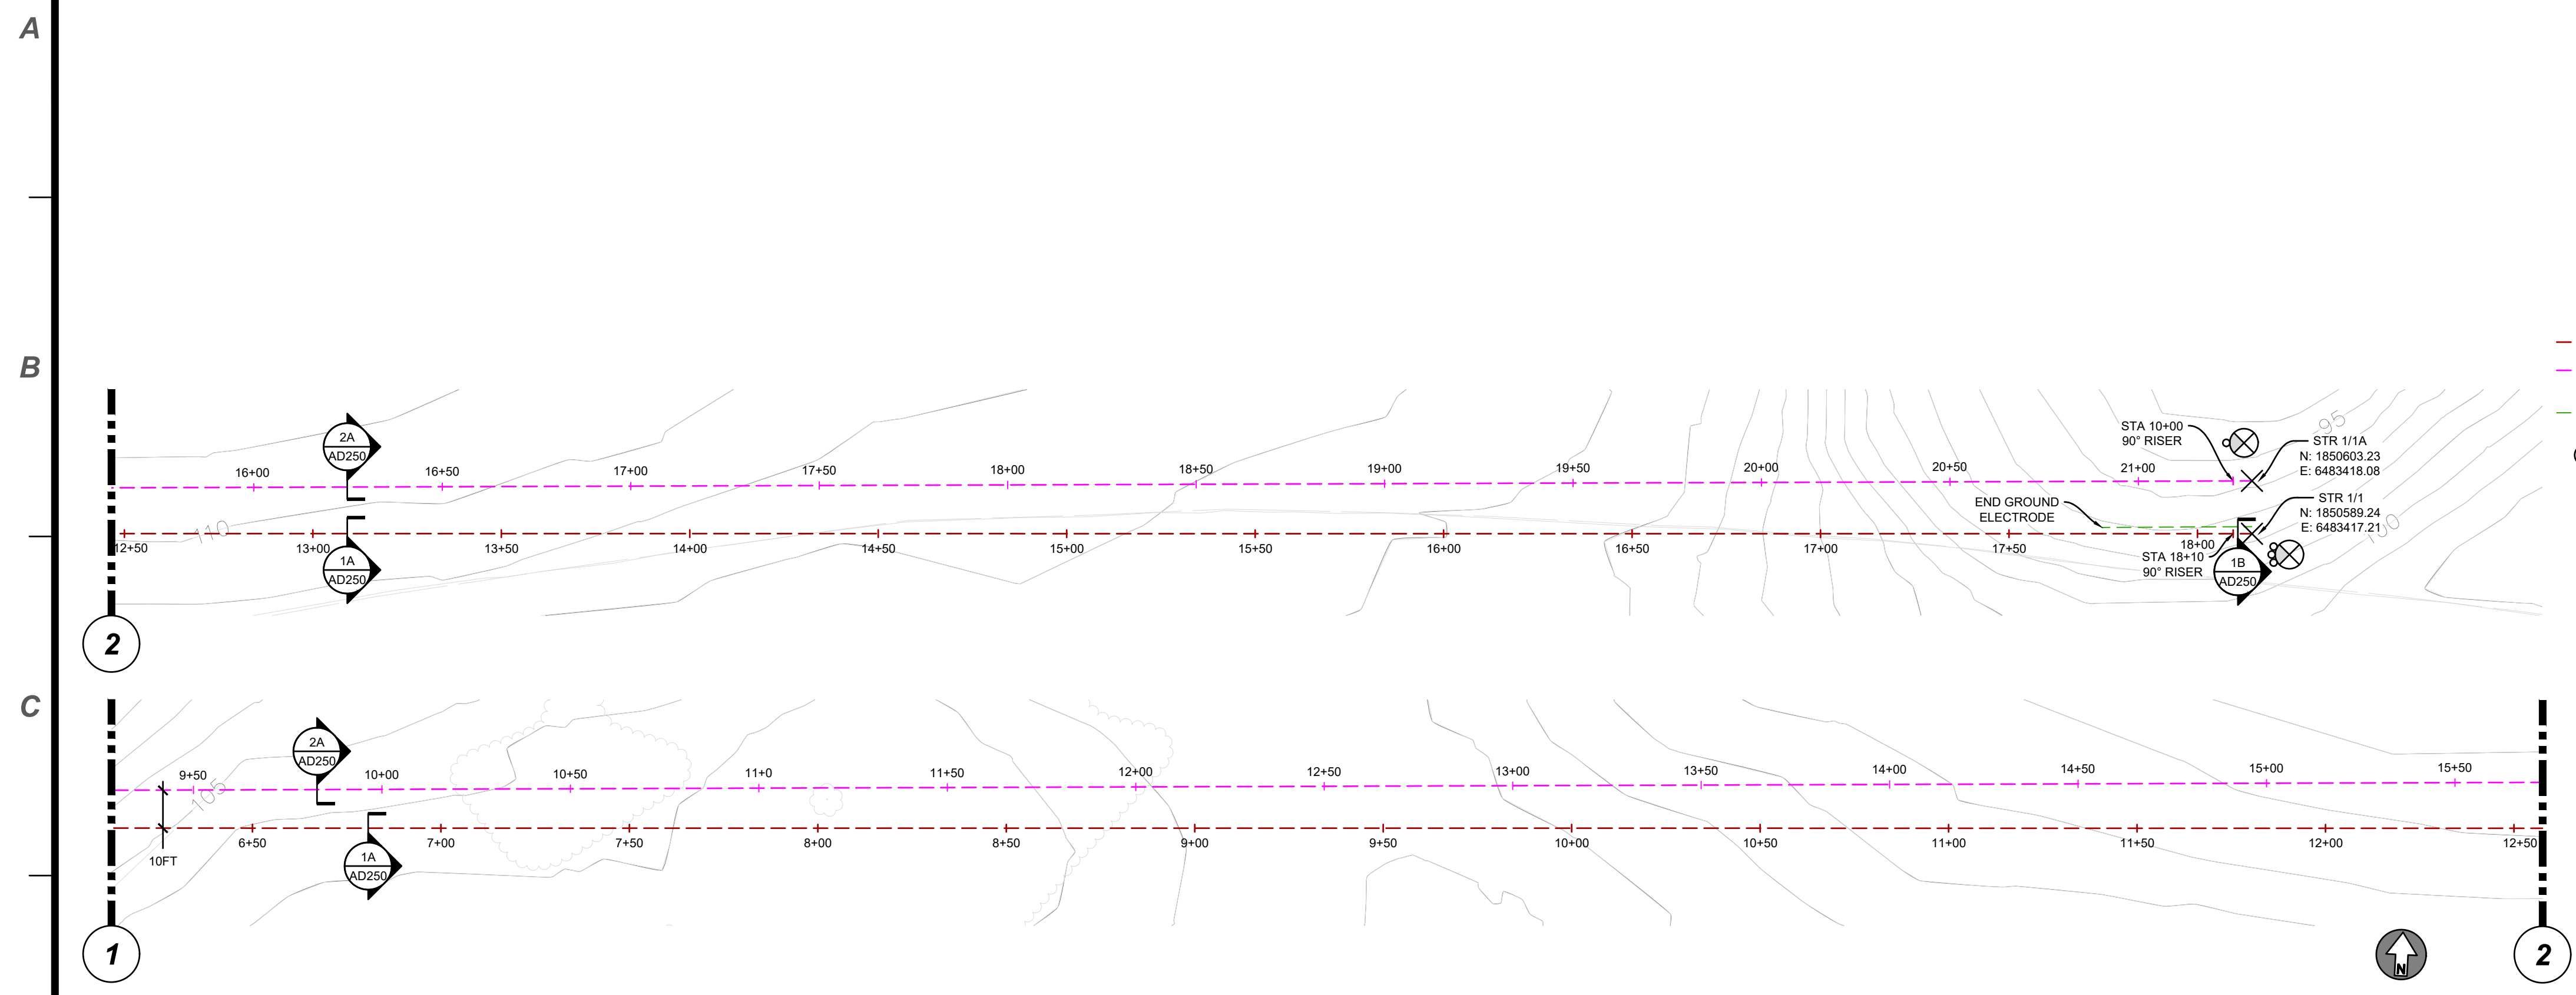 A
B
C
2A
AD250
16+00
16+50
17+00
17+50
18+00
18+50
19+00
19+50
20+00
20+50
21+00
STA 10+00
90° RISER
STR 1/1A
N: 1850603.23
E: 6483418.08
95
END GROUND
ELECTRODE
STR 1/1
N: 1850589.24
E: 6483417.21
110
12+50
13+00
13+50
14+00
14+50
15+00
15+50
16+00
16+50
17+00
17+50
18+00
1A
AD250
STA 18+10
90° RISER
1B
AD250
2
2A
AD250
9+50
10+00
10+50
11+0
11+50
12+00
12+50
13+00
13+50
14+00
14+50
15+00
15+50
105
6+50
7+00
7+50
8+00
8+50
9+00
9+50
10+00
10+50
11+00
11+50
12+00
12+50
10FT
1A
AD250
1
N
2